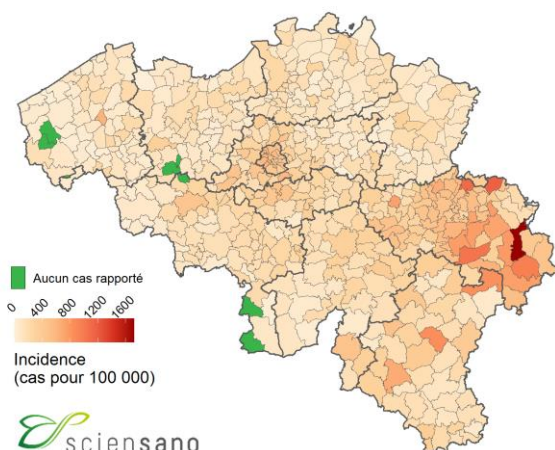 Aucun cas rapporté
0 400 800 1200 1600
Incidence
(cas pour 100 000)
sciensano